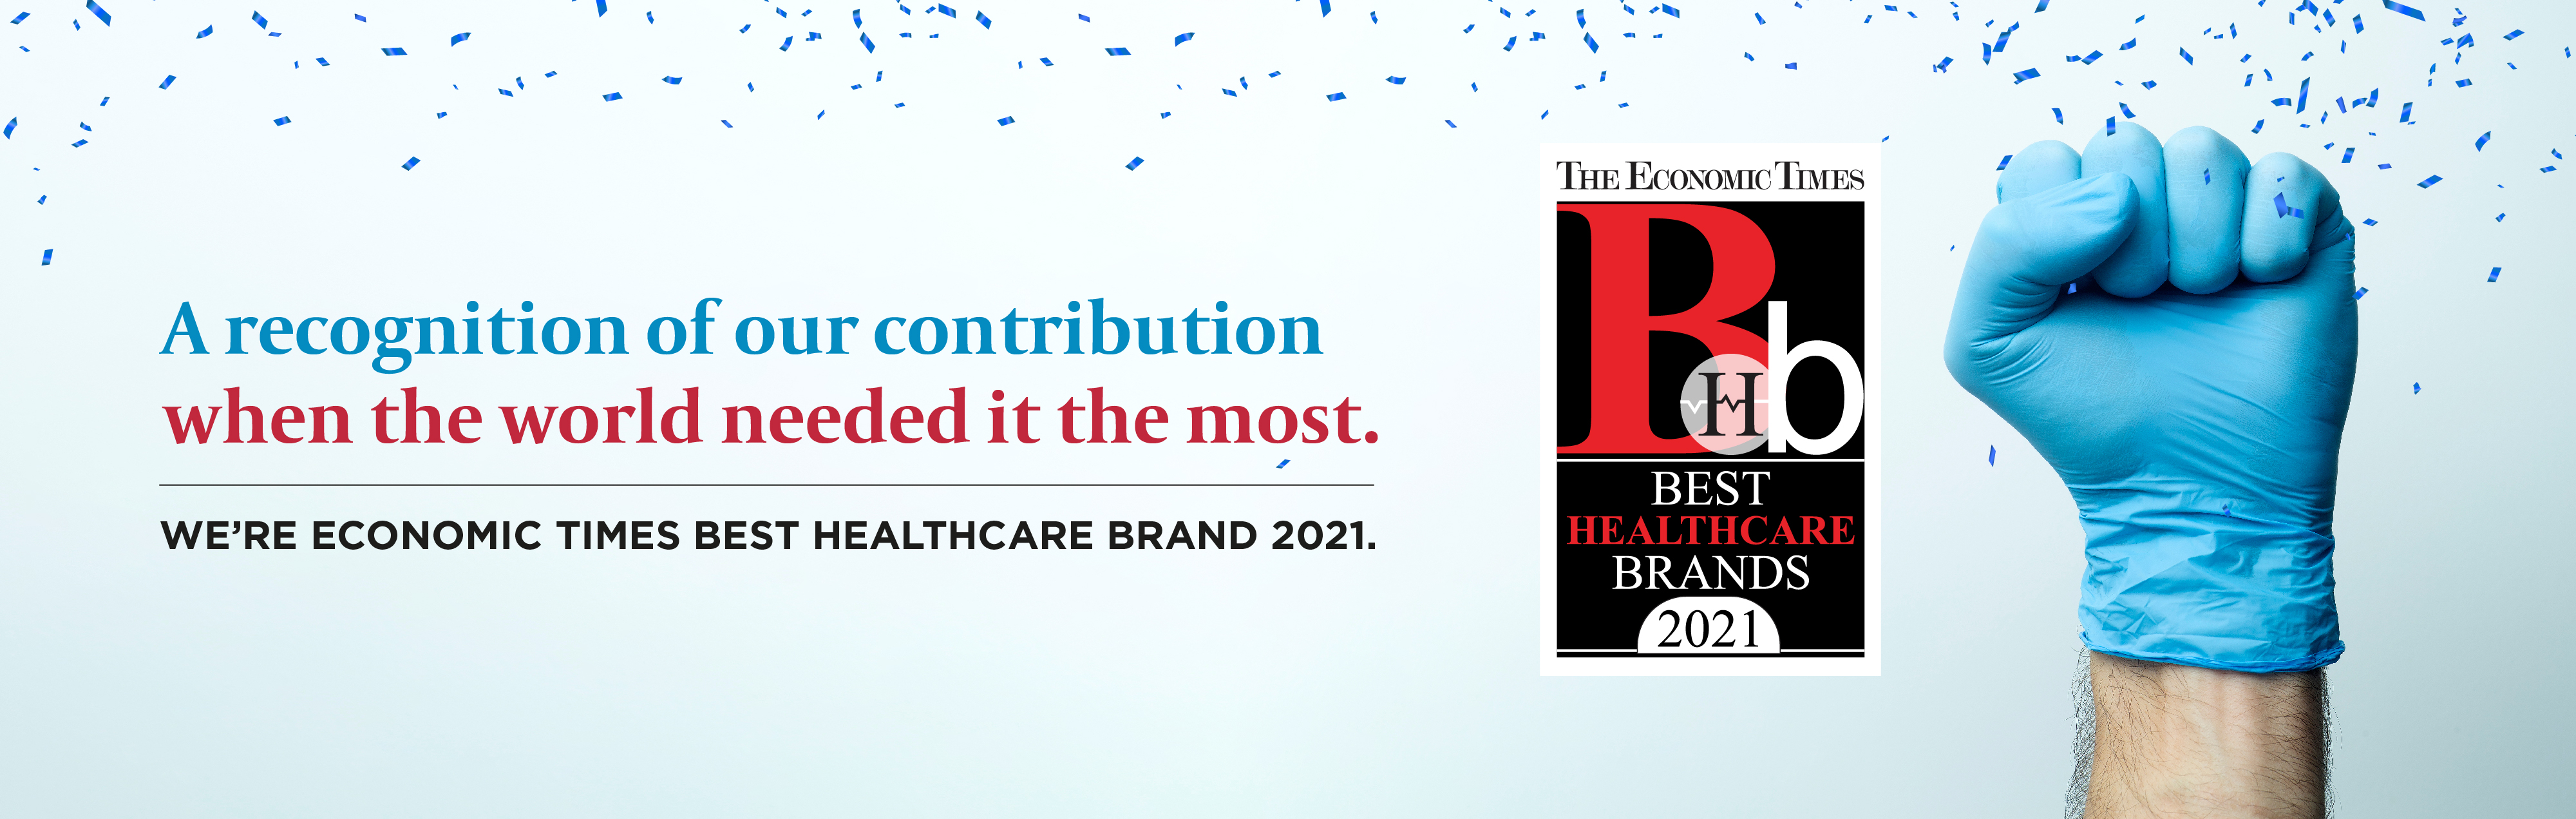 A recognition of our contribution
when the world needed it the most.
WE’RE ECONOMIC TIMES BEST HEALTHCARE BRAND 2021.
THE ECONOMIC TIMES
B
H
b
BEST
HEALTHCARE
BRANDS
2021